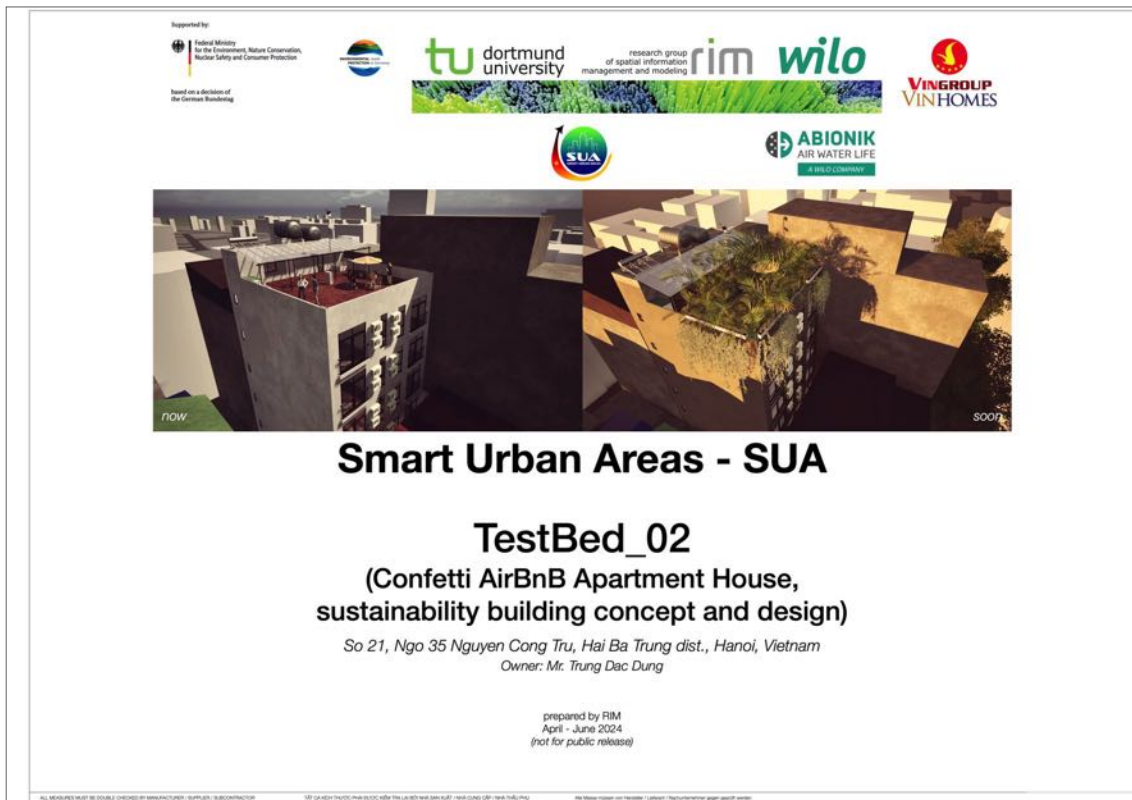 Supported by:
Federal Ministry
for the Environment, Nature Conservation,
Nuclear Safety and Consumer Protection
based on a decision of
the German Bundestag
tu dortmund
university
research group
of spatial information
management and modeling
rim
wilo
VINGROUP
VINHOMES
SUA
ABIONIK
AIR WATER LIFE
A WILO COMPANY
now
soon
Smart Urban Areas - SUA
TestBed_02
(Confetti AirBnB Apartment House,
sustainability building concept and design)
So 21, Ngo 35 Nguyen Cong Tru, Hai Ba Trung dist., Hanoi, Vietnam
Owner: Mr. Trung Dac Dung
prepared by RIM
April - June 2024
(not for public release)
ALL MEASURES MUST BE DOUBLE CHECKED BY MANUFACTURER / SUPPLIER / SUBCONTRACTOR